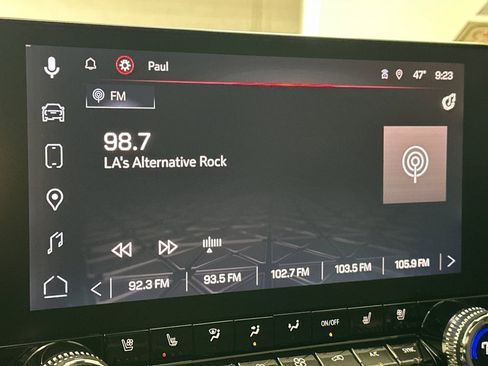 Paul
47° 9:23
FM
98.7
LA's Alternative Rock
92.3 FM 93.5 FM 102.7 FM 103.5 FM 105.9 FM
ON/OFF
A/C SYNC